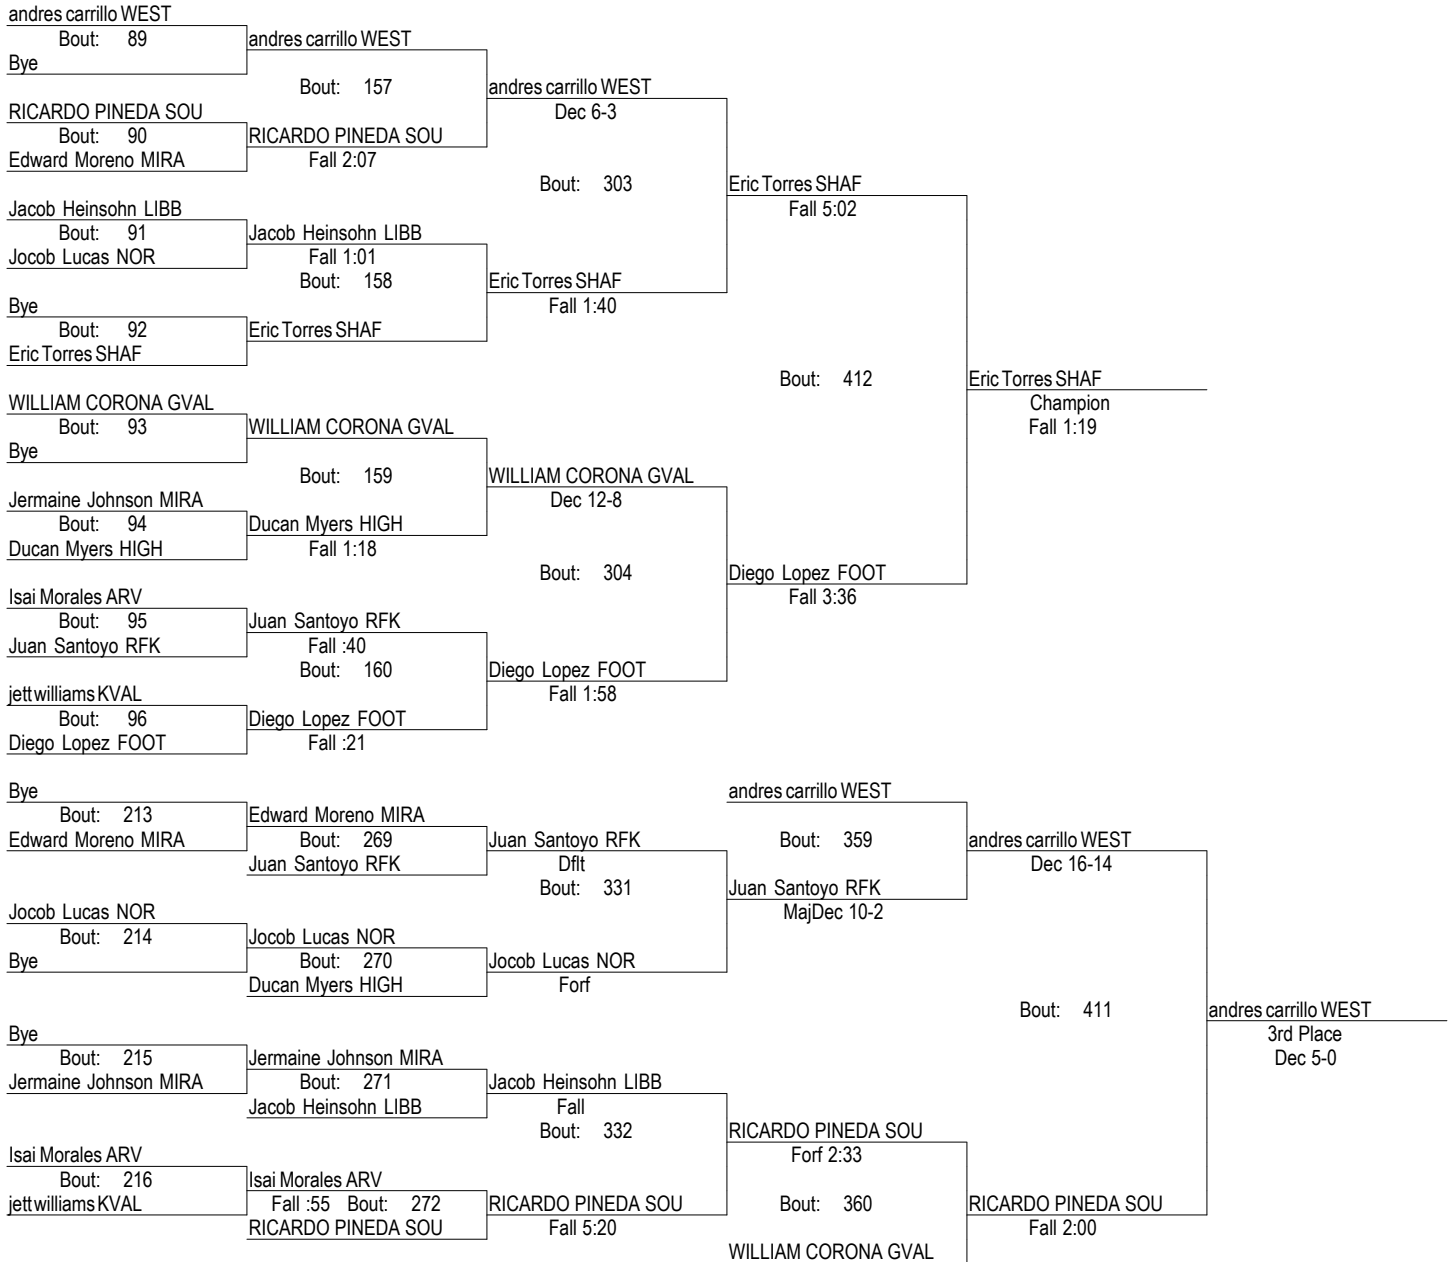 andres carrillo WEST
Bout: 89 andres carrillo WEST
Bye
Bout: 157 andres carrillo WEST
RICARDO PINEDA SOU Dec 6-3
Bout: 90 RICARDO PINEDA SOU
Edward Moreno MIRA Fall 2:07
Bout: 303 Eric Torres SHAF
Jacob Heinsohn LIBB Fall 5:02
Bout: 91 Jacob Heinsohn LIBB
Jocob Lucas NOR Fall 1:01
Bout: 158 Eric Torres SHAF
Bye Fall 1:40
Bout: 92 Eric Torres SHAF
Eric Torres SHAF
Bout: 412 Eric Torres SHAF
WILLIAM CORONA GVAL Champion
Bout: 93 WILLIAM CORONA GVAL Fall 1:19
Bye
Bout: 159 WILLIAM CORONA GVAL
Jermaine Johnson MIRA Dec 12-8
Bout: 94 Ducan Myers HIGH
Ducan Myers HIGH Fall 1:18
Bout: 304 Diego Lopez FOOT
Isai Morales ARV Fall 3:36
Bout: 95 Juan Santoyo RFK
Juan Santoyo RFK Fall :40
Bout: 160 Diego Lopez FOOT
jett williams KVAL Fall 1:58
Bout: 96 Diego Lopez FOOT
Diego Lopez FOOT Fall :21
Bye andres carrillo WEST
Bout: 213 Edward Moreno MIRA
Edward Moreno MIRA Bout: 269 Juan Santoyo RFK Bout: 359 andres carrillo WEST
Juan Santoyo RFK Dflt Dec 16-14
Bout: 331 Juan Santoyo RFK
Jocob Lucas NOR MajDec 10-2
Bout: 214 Jocob Lucas NOR
Bye Bout: 270 Jocob Lucas NOR
Ducan Myers HIGH Forf
Bout: 411 andres carrillo WEST
Bye 3rd Place
Bout: 215 Jermaine Johnson MIRA Dec 5-0
Jermaine Johnson MIRA Bout: 271 Jacob Heinsohn LIBB
Jacob Heinsohn LIBB Fall
Bout: 332 RICARDO PINEDA SOU
Isai Morales ARV Forf 2:33
Bout: 216 Isai Morales ARV
jett williams KVAL Fall :55 Bout: 272 RICARDO PINEDA SOU Bout: 360 RICARDO PINEDA SOU
RICARDO PINEDA SOU Fall 5:20 Fall 2:00
WILLIAM CORONA GVAL